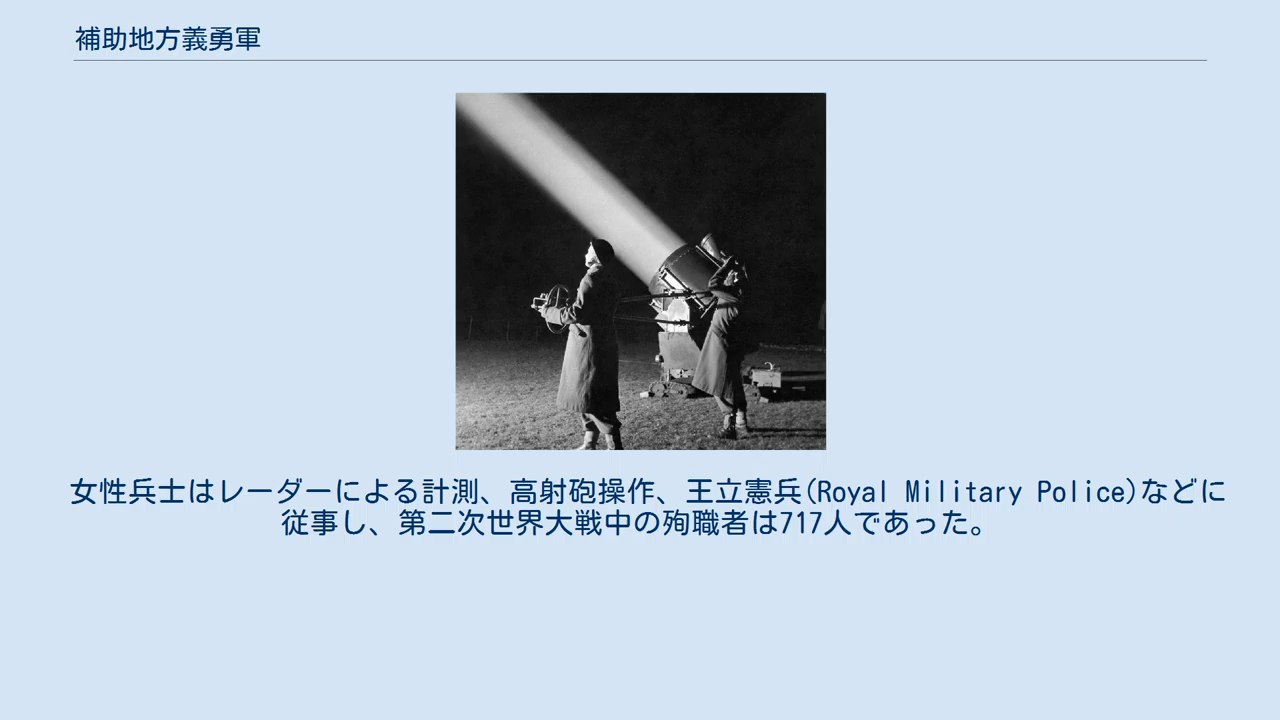 補助地方義勇軍
女性兵士はレーダーによる計測、高射砲操作、王立憲兵(Royal Military Police)などに
従事し、第二次世界大戦中の殉職者は717人であった。